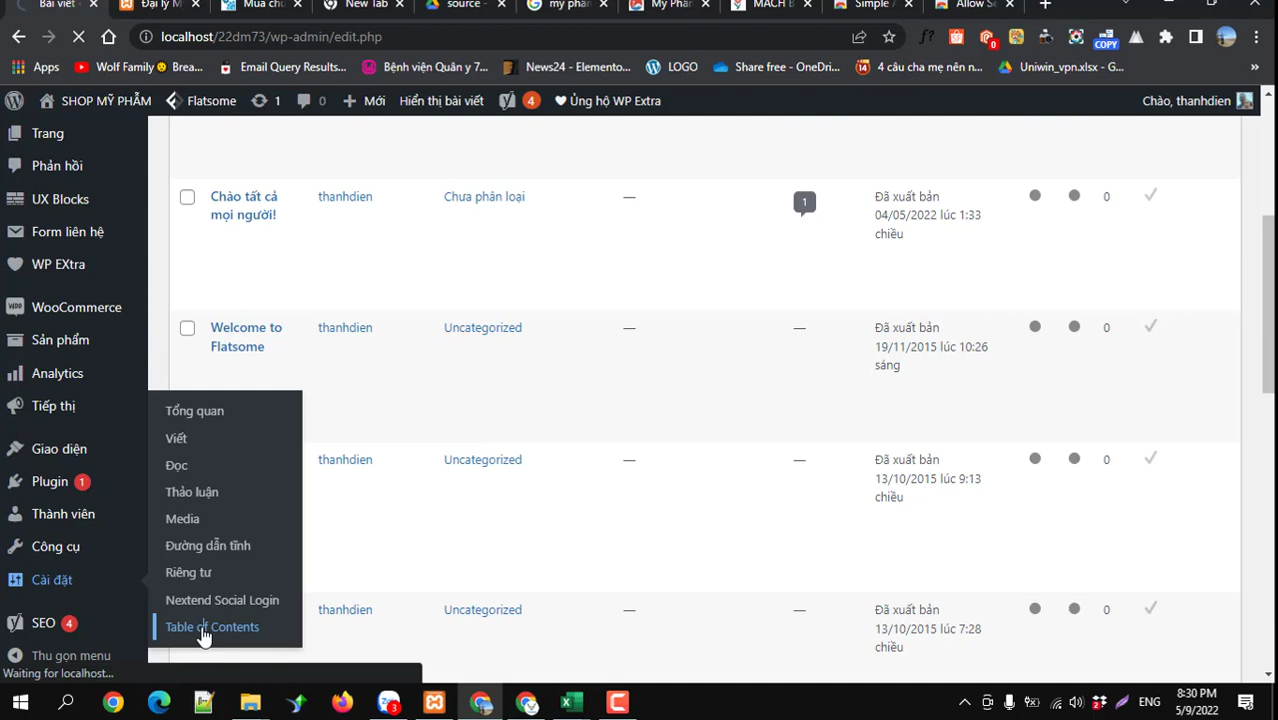 Bài viết
Đại lý M
Mua chu
New Tab
source -
my phẩm
My Phẩm
MACH B
Simple A
Allow Se
localhost/22dm73/wp-admin/edit.php
COPY
0
Apps
Wolf Family
Brea...
Email Query Results...
Bệnh viện Quân y 7...
News24 - Elemento...
LOGO
Share free - OneDri...
14
4 câu cha mẹ nên n...
Uniwin_vpn.xlsx - G...
»
SHOP MỸ PHẨM
Flatsome
1
0
Mới
Hiển thị bài viết
4
Ủng hộ WP Extra
Chào, thanhdien
Trang
Phản hồi
UX Blocks
Form liên hệ
WP EXtra
WooCommerce
Sản phẩm
Analytics
Tiếp thị
Giao diện
Plugin 1
Thành viên
Công cụ
Cài đặt
SEO 4
Thu gọn menu
Tổng quan
Viết
Đọc
Thảo luận
Media
Đường dẫn tĩnh
Riêng tư
Nextend Social Login
Table of Contents
Chào tất cả
mọi người!
thanhdien
Chưa phân loại
—
1
Đã xuất bản
04/05/2022 lúc 1:33
chiều
0
Welcome to
Flatsome
thanhdien
Uncategorized
—
—
Đã xuất bản
19/11/2015 lúc 10:26
sáng
0
thanhdien
Uncategorized
—
—
Đã xuất bản
13/10/2015 lúc 9:13
chiều
0
thanhdien
Uncategorized
—
—
Đã xuất bản
13/10/2015 lúc 7:28
chiều
0
Waiting for localhost...
3
2
ENG
8:30 PM
5/9/2022